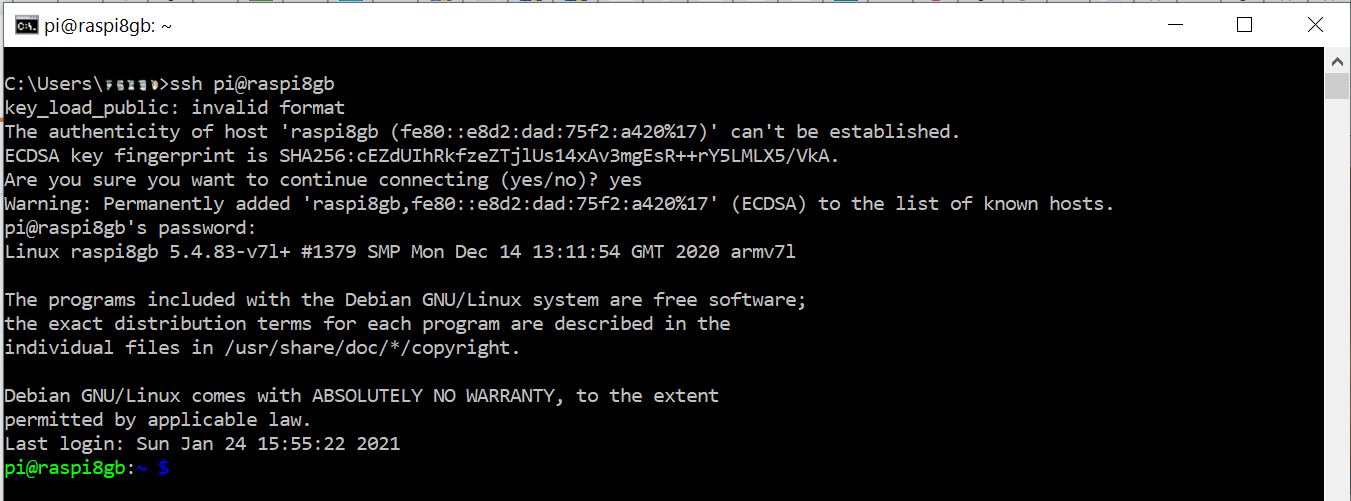 pi@raspi8gb: ~
C:\Users\>ssh pi@raspi8gb
key_load_public: invalid format
The authenticity of host 'raspi8gb (fe80::e8d2:dad:75f2:a420%17)' can't be established.
ECDSA key fingerprint is SHA256:cEZdUIhRkfzeZTjlUs14xAv3mgEsR++rY5LMLX5/VkA.
Are you sure you want to continue connecting (yes/no)? yes
Warning: Permanently added 'raspi8gb,fe80::e8d2:dad:75f2:a420%17' (ECDSA) to the list of known hosts.
pi@raspi8gb's password:
Linux raspi8gb 5.4.83-v7l+ #1379 SMP Mon Dec 14 13:11:54 GMT 2020 armv7l
The programs included with the Debian GNU/Linux system are free software;
the exact distribution terms for each program are described in the
individual files in /usr/share/doc/*/copyright.
Debian GNU/Linux comes with ABSOLUTELY NO WARRANTY, to the extent
permitted by applicable law.
Last login: Sun Jan 24 15:55:22 2021
pi@raspi8gb:~ $